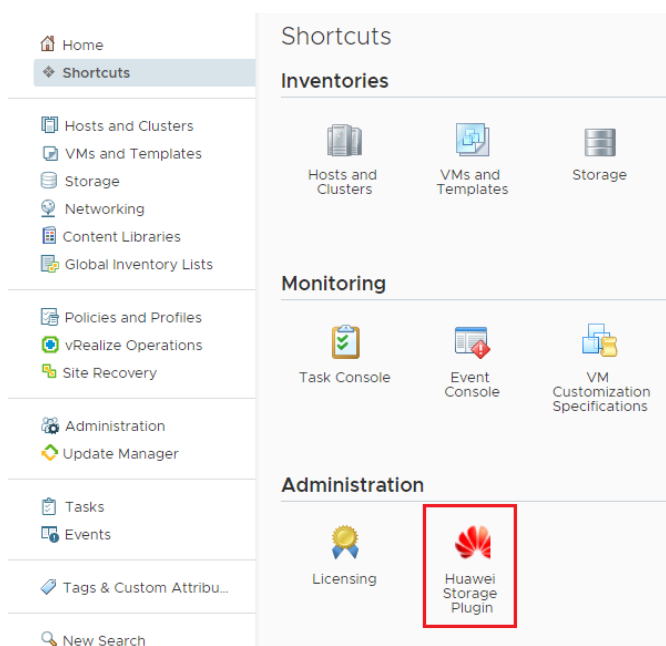 Home
Shortcuts
Hosts and Clusters
VMs and Templates
Storage
Networking
Content Libraries
Global Inventory Lists
Policies and Profiles
vRealize Operations
Site Recovery
Administration
Update Manager
Tasks
Events
Tags & Custom Attribu...
New Search
Shortcuts
Inventories
Hosts and
Clusters
VMs and
Templates
Storage
Monitoring
Task Console
Event
Console
VM
Customization
Specifications
Administration
Licensing
Huawei
Storage
Plugin